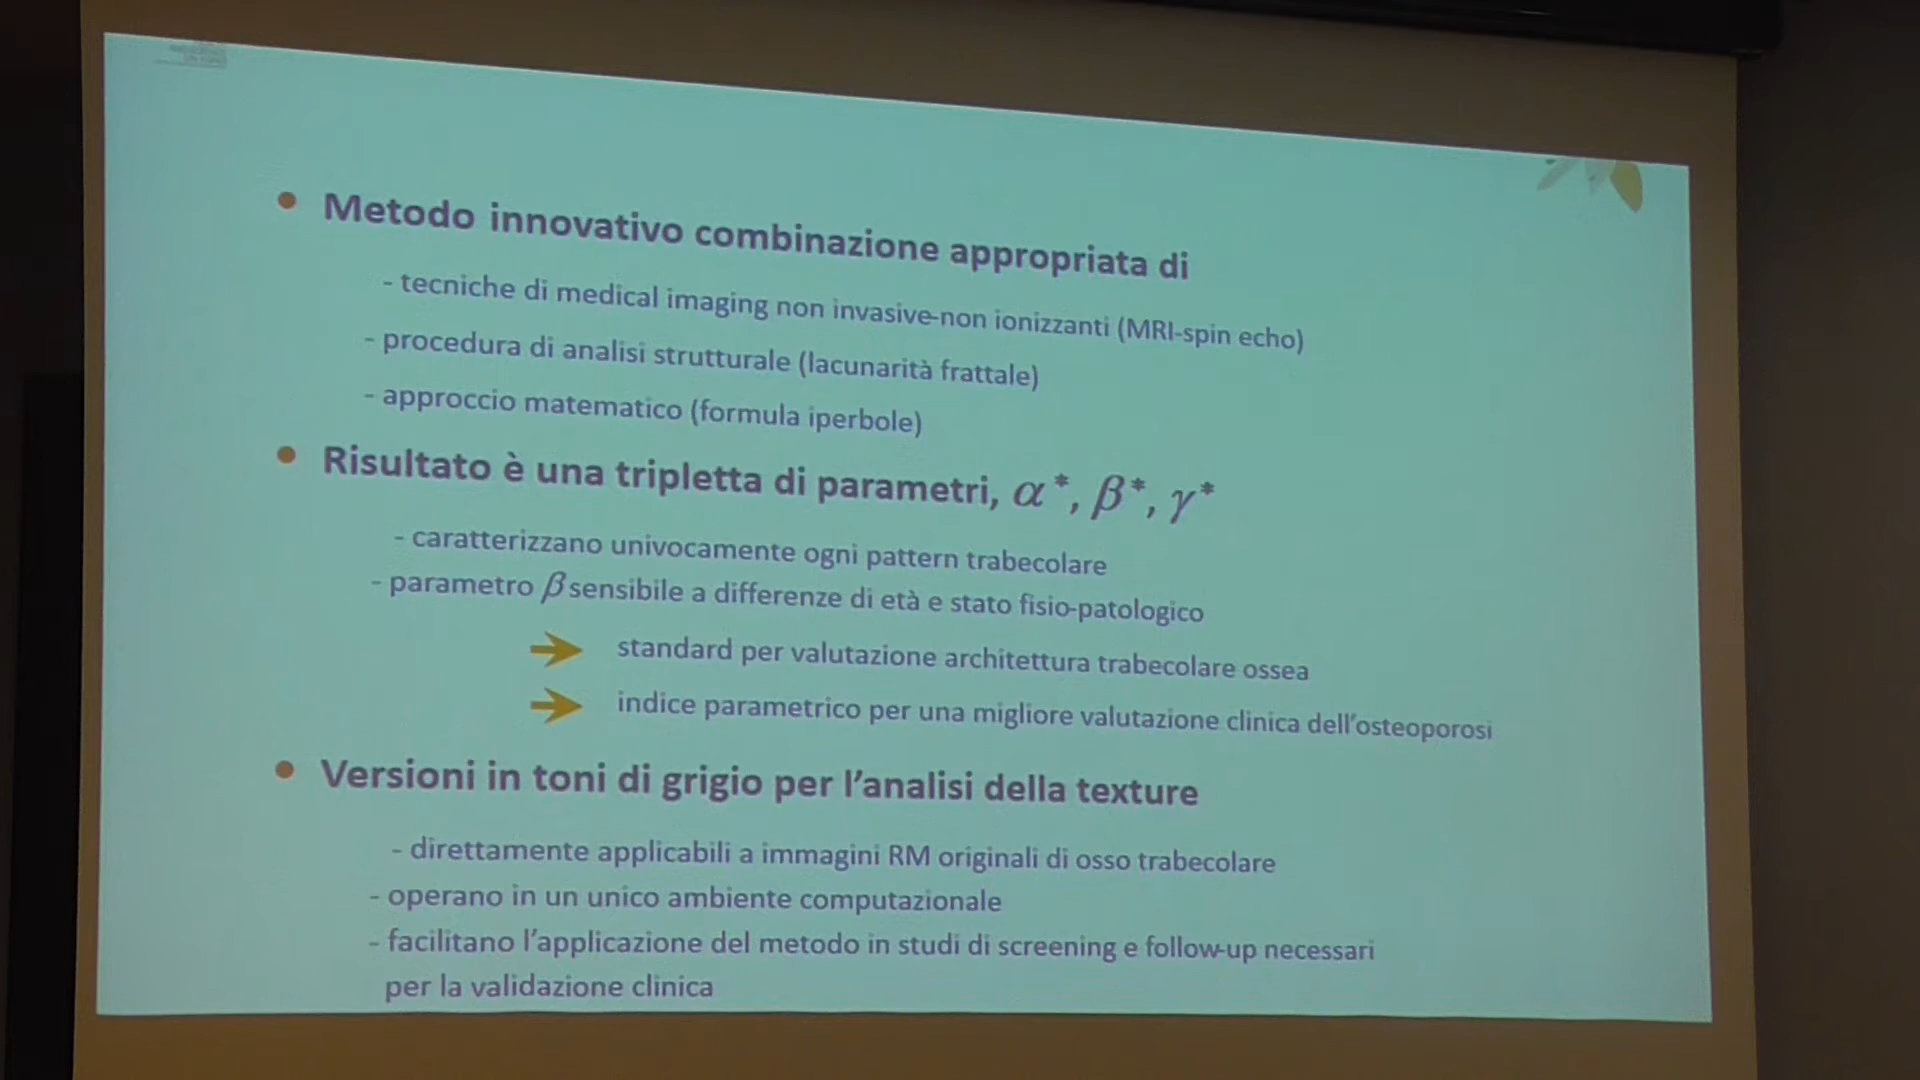 • Metodo innovativo combinazione appropriata di
- tecniche di medical imaging non invasive-non ionizzanti (MRI-spin echo)
- procedura di analisi strutturale (lacunarità frattale)
- approccio matematico (formula iperbole)
• Risultato è una tripletta di parametri, α*, β*, γ*
- caratterizzano univocamente ogni pattern trabecolare
- parametro β sensibile a differenze di età e stato fisio-patologico
→ standard per valutazione architettura trabecolare ossea
→ indice parametrico per una migliore valutazione clinica dell'osteoporosi
• Versioni in toni di grigio per l'analisi della texture
- direttamente applicabili a immagini RM originali di osso trabecolare
- operano in un unico ambiente computazionale
- facilitano l'applicazione del metodo in studi di screening e follow-up necessari
per la validazione clinica